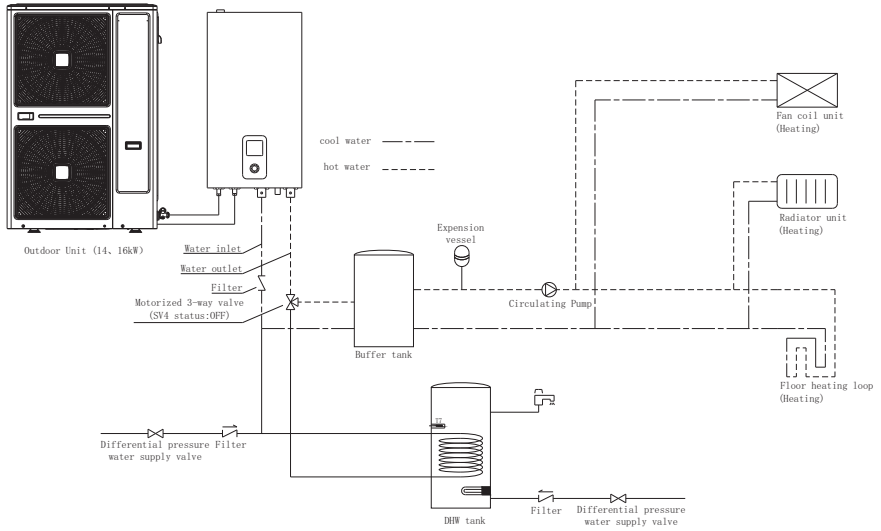 cool water
hot water
Fan coil unit
(Heating)
Radiator unit
(Heating)
Expension
vessel
Outdoor Unit (14、16kW)
Water inlet
Water outlet
Filter
Motorized 3-way valve
(SV4 status:OFF)
Circulating Pump
Buffer tank
Floor heating loop
(Heating)
Differential pressure
water supply valve
Filter
T7
DHW tank
Filter
Differential pressure
water supply valve